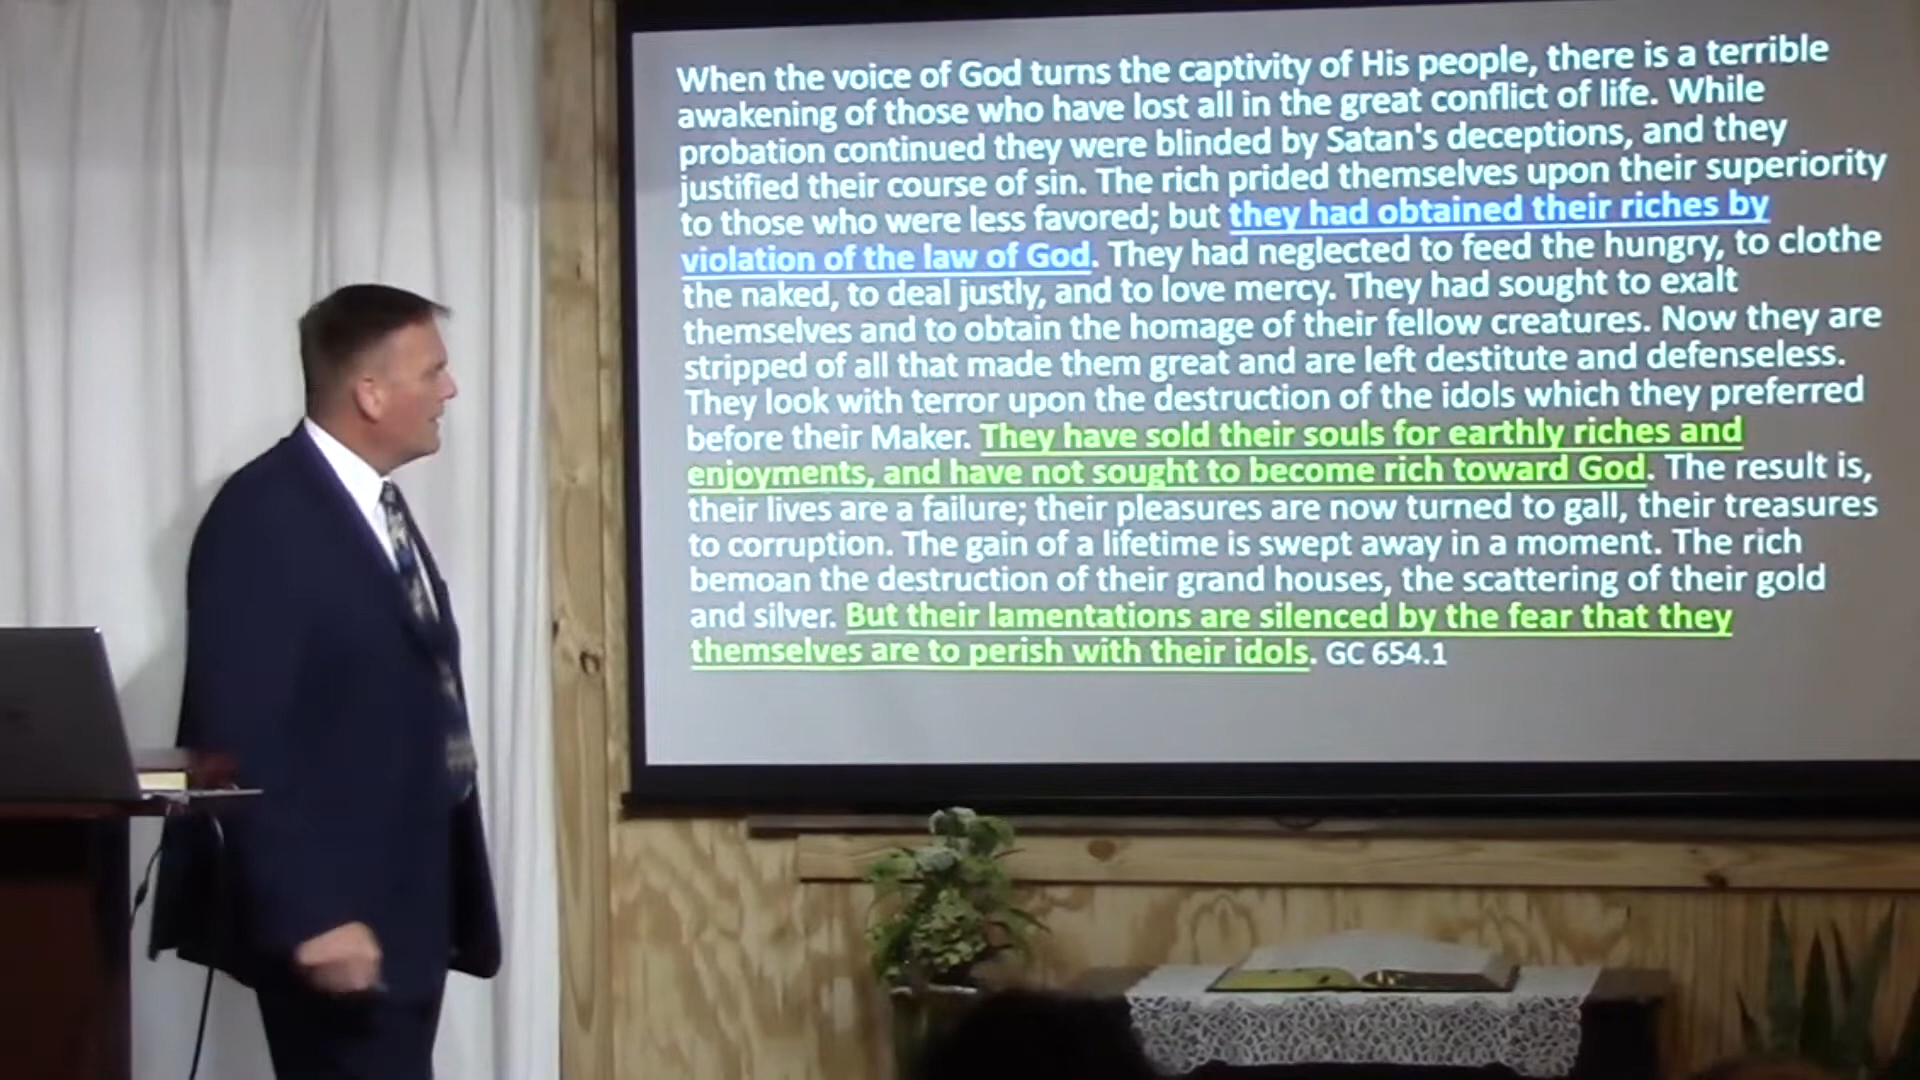 When the voice of God turns the captivity of His people, there is a terrible
awakening of those who have lost all in the great conflict of life. While
probation continued they were blinded by Satan's deceptions, and they
justified their course of sin. The rich prided themselves upon their superiority
to those who were less favored; but they had obtained their riches by
violation of the law of God. They had neglected to feed the hungry, to clothe
the naked, to deal justly, and to love mercy. They had sought to exalt
themselves and to obtain the homage of their fellow creatures. Now they are
stripped of all that made them great and are left destitute and defenseless.
They look with terror upon the destruction of the idols which they preferred
before their Maker. They have sold their souls for earthly riches and
enjoyments, and have not sought to become rich toward God. The result is,
their lives are a failure; their pleasures are now turned to gall, their treasures
to corruption. The gain of a lifetime is swept away in a moment. The rich
bemoan the destruction of their grand houses, the scattering of their gold
and silver. But their lamentations are silenced by the fear that they
themselves are to perish with their idols. GC 654.1